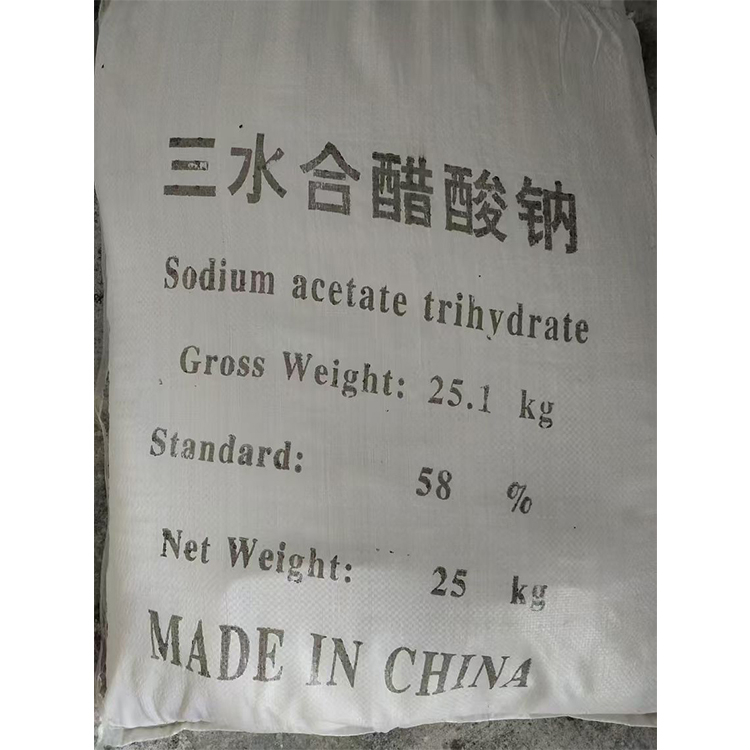 三水合醋酸钠
Sodium acetate trihydrate
Gross Weight: 25.1 kg
Standard: 58 %
Net Weight: 25 kg
MADE IN CHINA